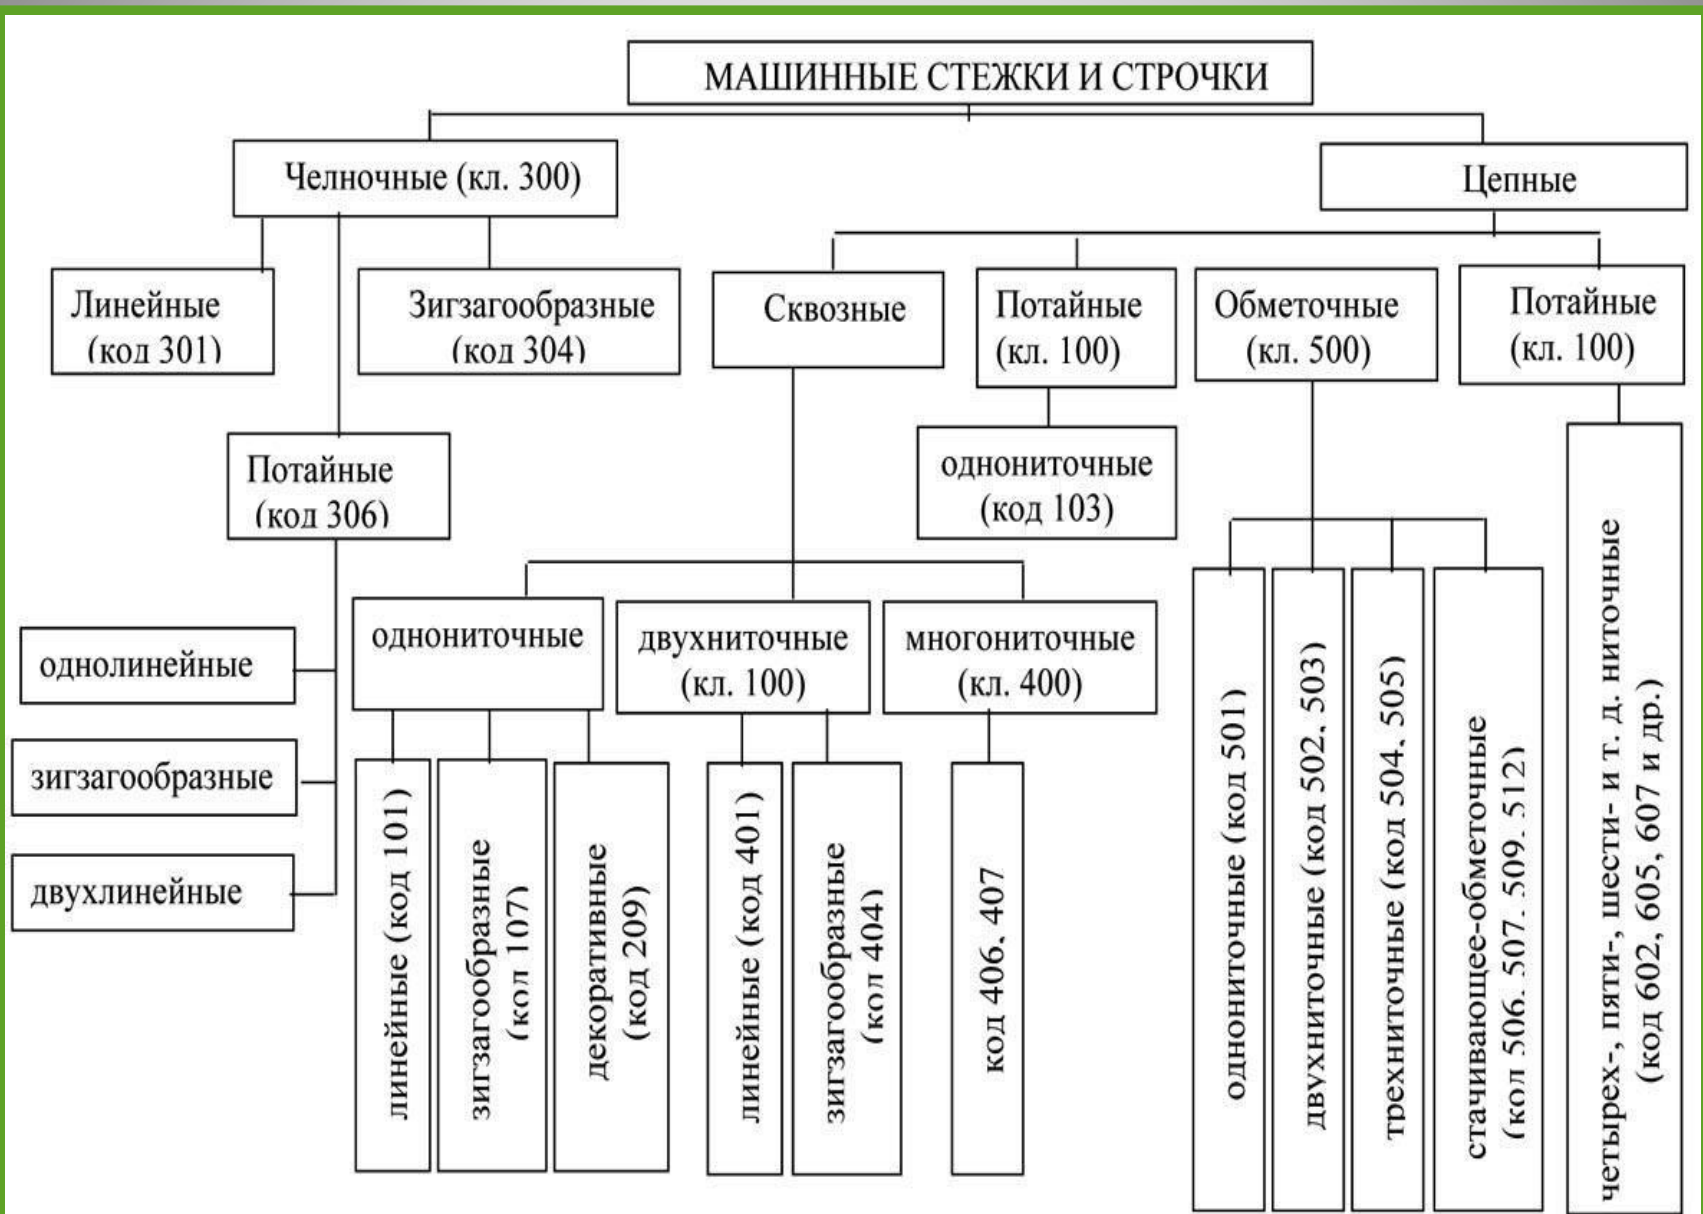 МАШИННЫЕ СТЕЖКИ И СТРОЧКИ
Челночные (кл. 300)
Цепные
Линейные
(код 301)
Зигзагообразные
(код 304)
Сквозные
Потайные
(кл. 100)
Обметочные
(кл. 500)
Потайные
(кл. 100)
Потайные
(код 306)
однониточные
(код 103)
однолинейные
зигзагообразные
двухлинейные
однониточные
двухниточные
(кл. 100)
многониточные
(кл. 400)
линейные (код 101)
зигзагообразные
(код 107)
декоративные
(код 209)
линейные (код 401)
зигзагообразные
(код 404)
код 406, 407
однониточные (код 501)
двухниточные (код 502, 503)
трехниточные (код 504, 505)
стачивающее-обметочные
(код 506, 507, 509, 512)
четырех-, пяти-, шести- и т. д. ниточные
(код 602, 605, 607 и др.)